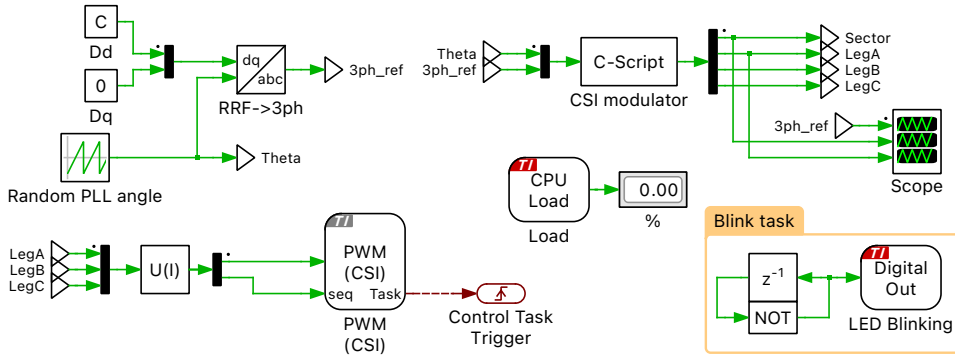 C
Dd
0
Dq
dq
abc
RRF->3ph
3ph_ref
Random PLL angle
Theta
Theta
3ph_ref
C-Script
CSI modulator
Sector
LegA
LegB
LegC
3ph_ref
Scope
TI
CPU
Load
Load
0.00
%
Blink task
z-1
NOT
TI
Digital
Out
LED Blinking
LegA
LegB
LegC
U(I)
TI
PWM
(CSI)
seq
Task
PWM
(CSI)
Control Task
Trigger